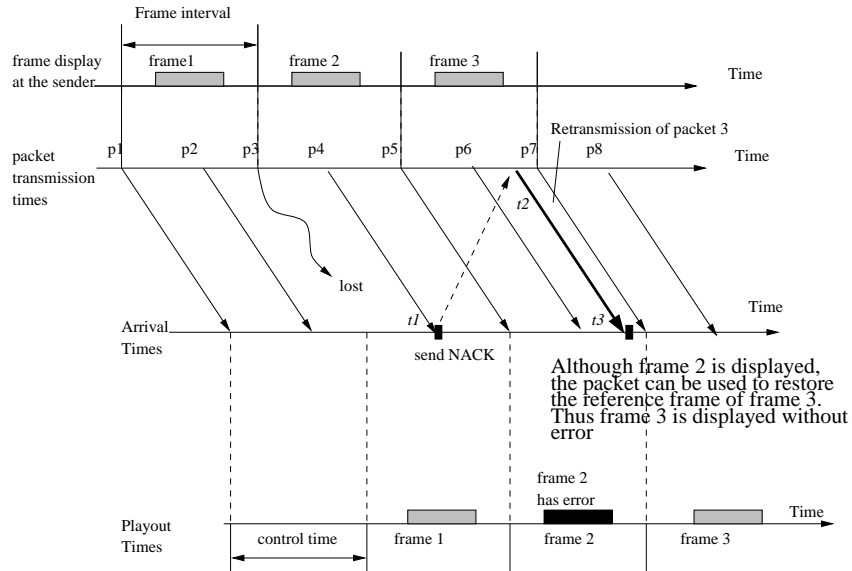 Frame interval
frame display
at the sender
frame1
frame 2
frame 3
Time
Retransmission of packet 3
packet
transmission
times
p1
p2
p3
p4
p5
p6
p7
p8
Time
t2
lost
Arrival
Times
t1
t3
Time
send NACK
Although frame 2 is displayed,
the packet can be used to restore
the reference frame of frame 3.
Thus frame 3 is displayed without
error
frame 2
has error
Playout
Times
control time
frame 1
frame 2
frame 3
Time